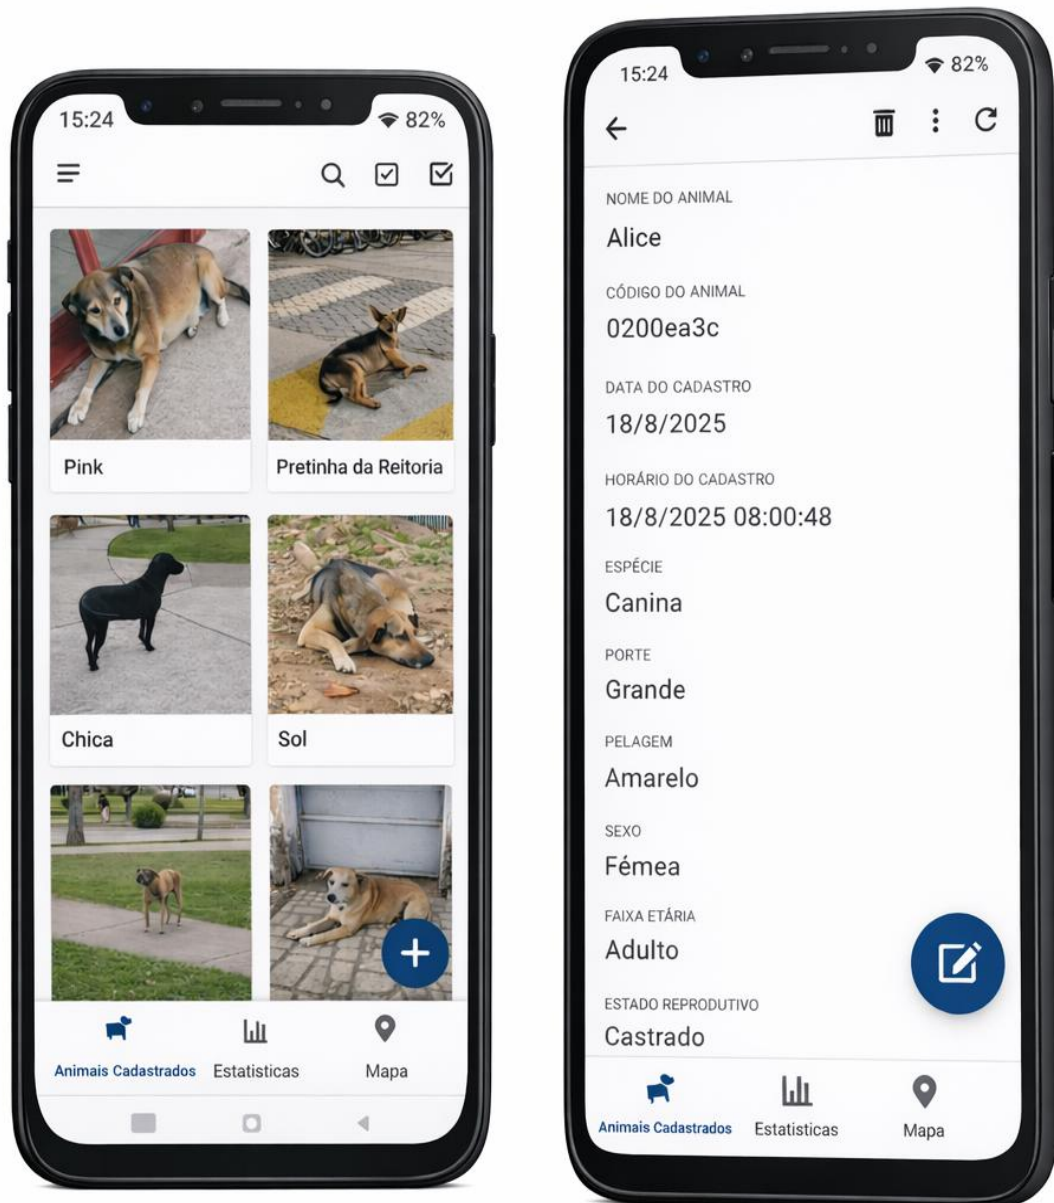 15:24
82%
Pink
Pretinha da Reitoria
Chica
Sol
Animais Cadastrados
Estatisticas
Mapa
15:24
82%
NOME DO ANIMAL
Alice
CÓDIGO DO ANIMAL
0200ea3c
DATA DO CADASTRO
18/8/2025
HORÁRIO DO CADASTRO
18/8/2025 08:00:48
ESPÉCIE
Canina
PORTE
Grande
PELAGEM
Amarelo
SEXO
Fémea
FAIXA ETÁRIA
Adulto
ESTADO REPRODUTIVO
Castrado
Animais Cadastrados
Estatisticas
Mapa